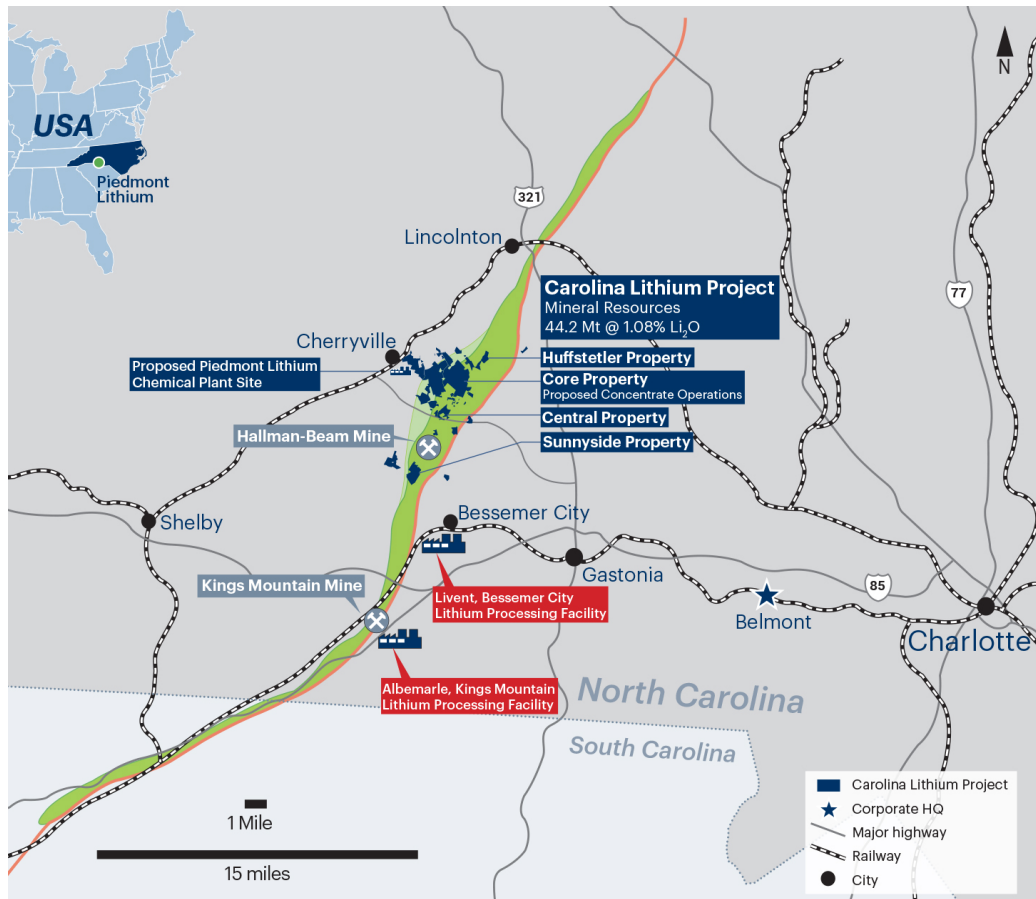 USA
Piedmont
Lithium
N
321
Lincolnton
77
Carolina Lithium Project
Mineral Resources
44.2 Mt @ 1.08% Li₂O
Cherryville
Proposed Piedmont Lithium
Chemical Plant Site
Huffstetler Property
Core Property
Proposed Concentrate Operations
Central Property
Hallman-Beam Mine
Sunnyside Property
Shelby
Bessemer City
Gastonia
Kings Mountain Mine
85
Livent, Bessemer City
Lithium Processing Facility
Belmont
Charlotte
Albemarle, Kings Mountain
Lithium Processing Facility
North Carolina
South Carolina
1 Mile
15 miles
Carolina Lithium Project
Corporate HQ
Major highway
Railway
City